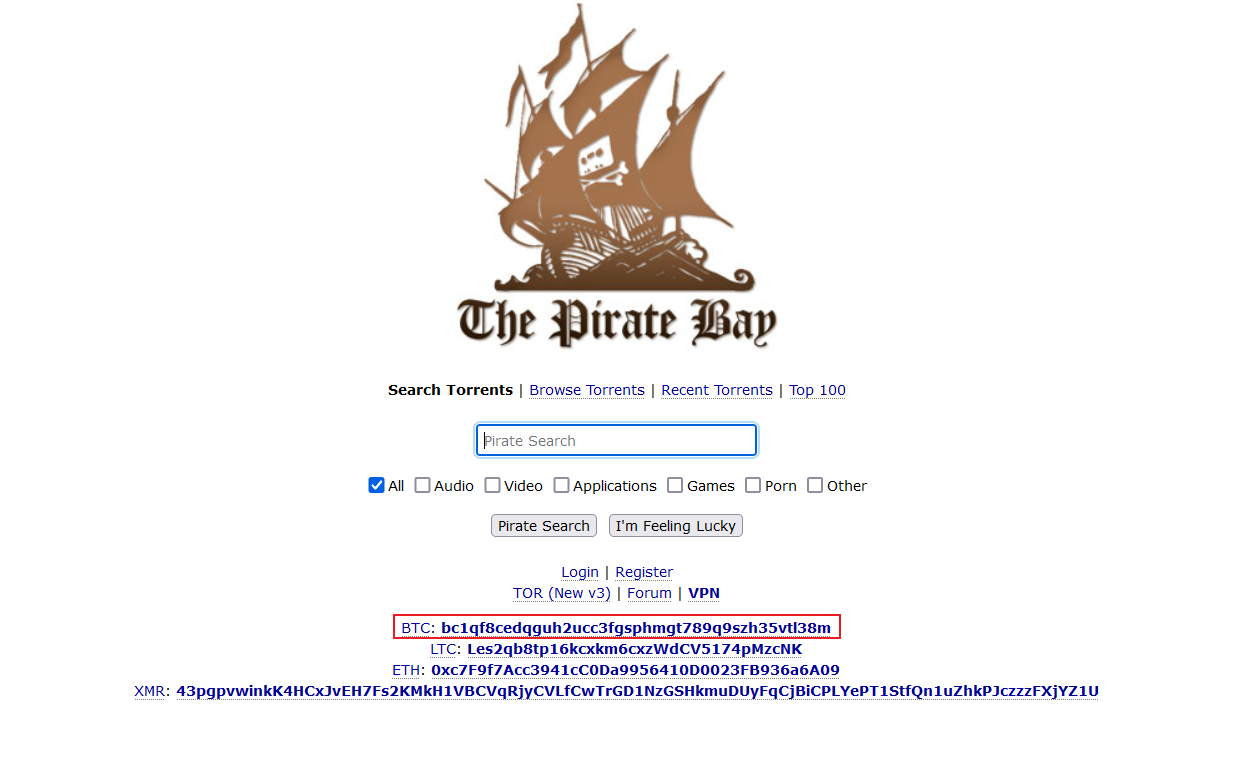 The Pirate Bay
Search Torrents | Browse Torrents | Recent Torrents | Top 100
Pirate Search
All Audio Video Applications Games Porn Other
Pirate Search I'm Feeling Lucky
Login | Register
TOR (New v3) | Forum | VPN
BTC: bc1qf8cedqguh2ucc3fgsphmgt789q9szh35vtl38m
LTC: Les2qb8tp16kcxkm6cxzWdCV5174pMzcNK
ETH: 0xc7F9f7Acc3941cC0Da9956410D0023FB936a6A09
XMR: 43pgpvwinkK4HCxJvEH7Fs2KMkH1VBCVqRjyCVLfCwTrGD1NzGSHkmuDUyFqCjBiCPLYePT1StfQn1uZhkPJczzzFXjYZ1U